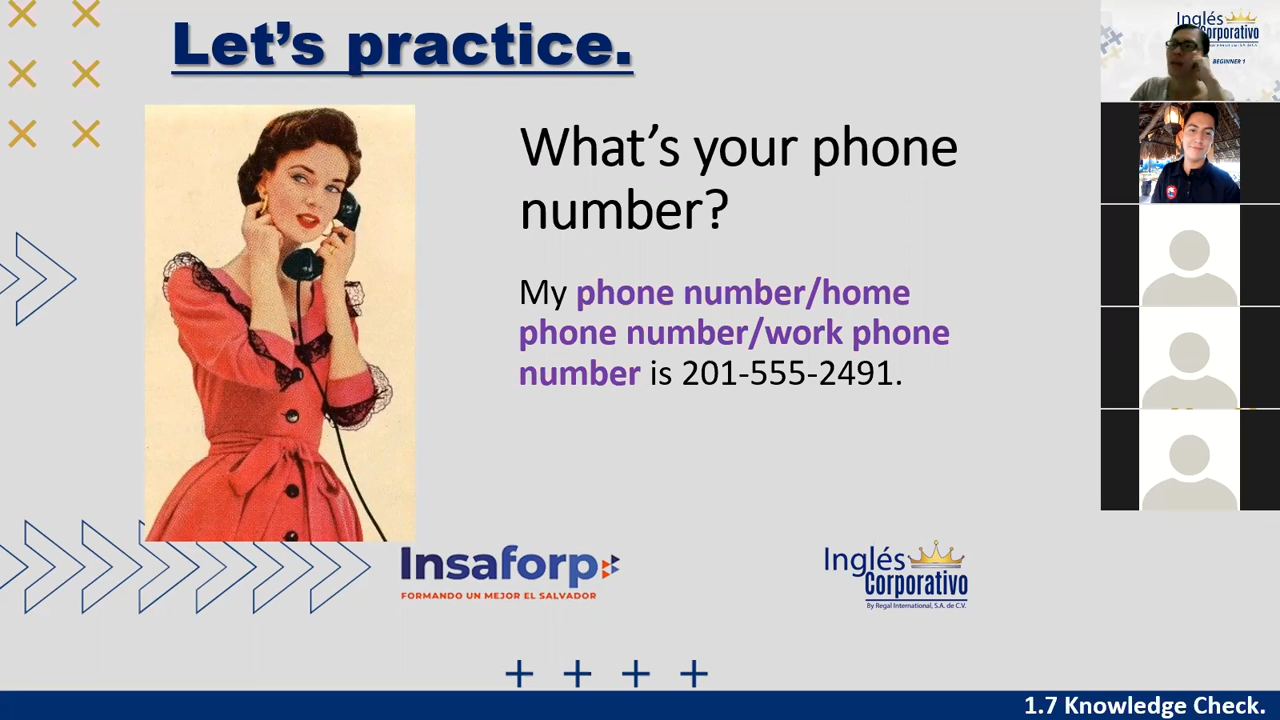 Let's practice.
What's your phone
number?
My phone number/home
phone number/work phone
number is 201-555-2491.
Insaforp
FORMANDO UN MEJOR EL SALVADOR
Inglés
Corporativo
By Regal International, S.A. de C.V.
1.7 Knowledge Check.
Inglés
Corporativo
BEGINNER 1